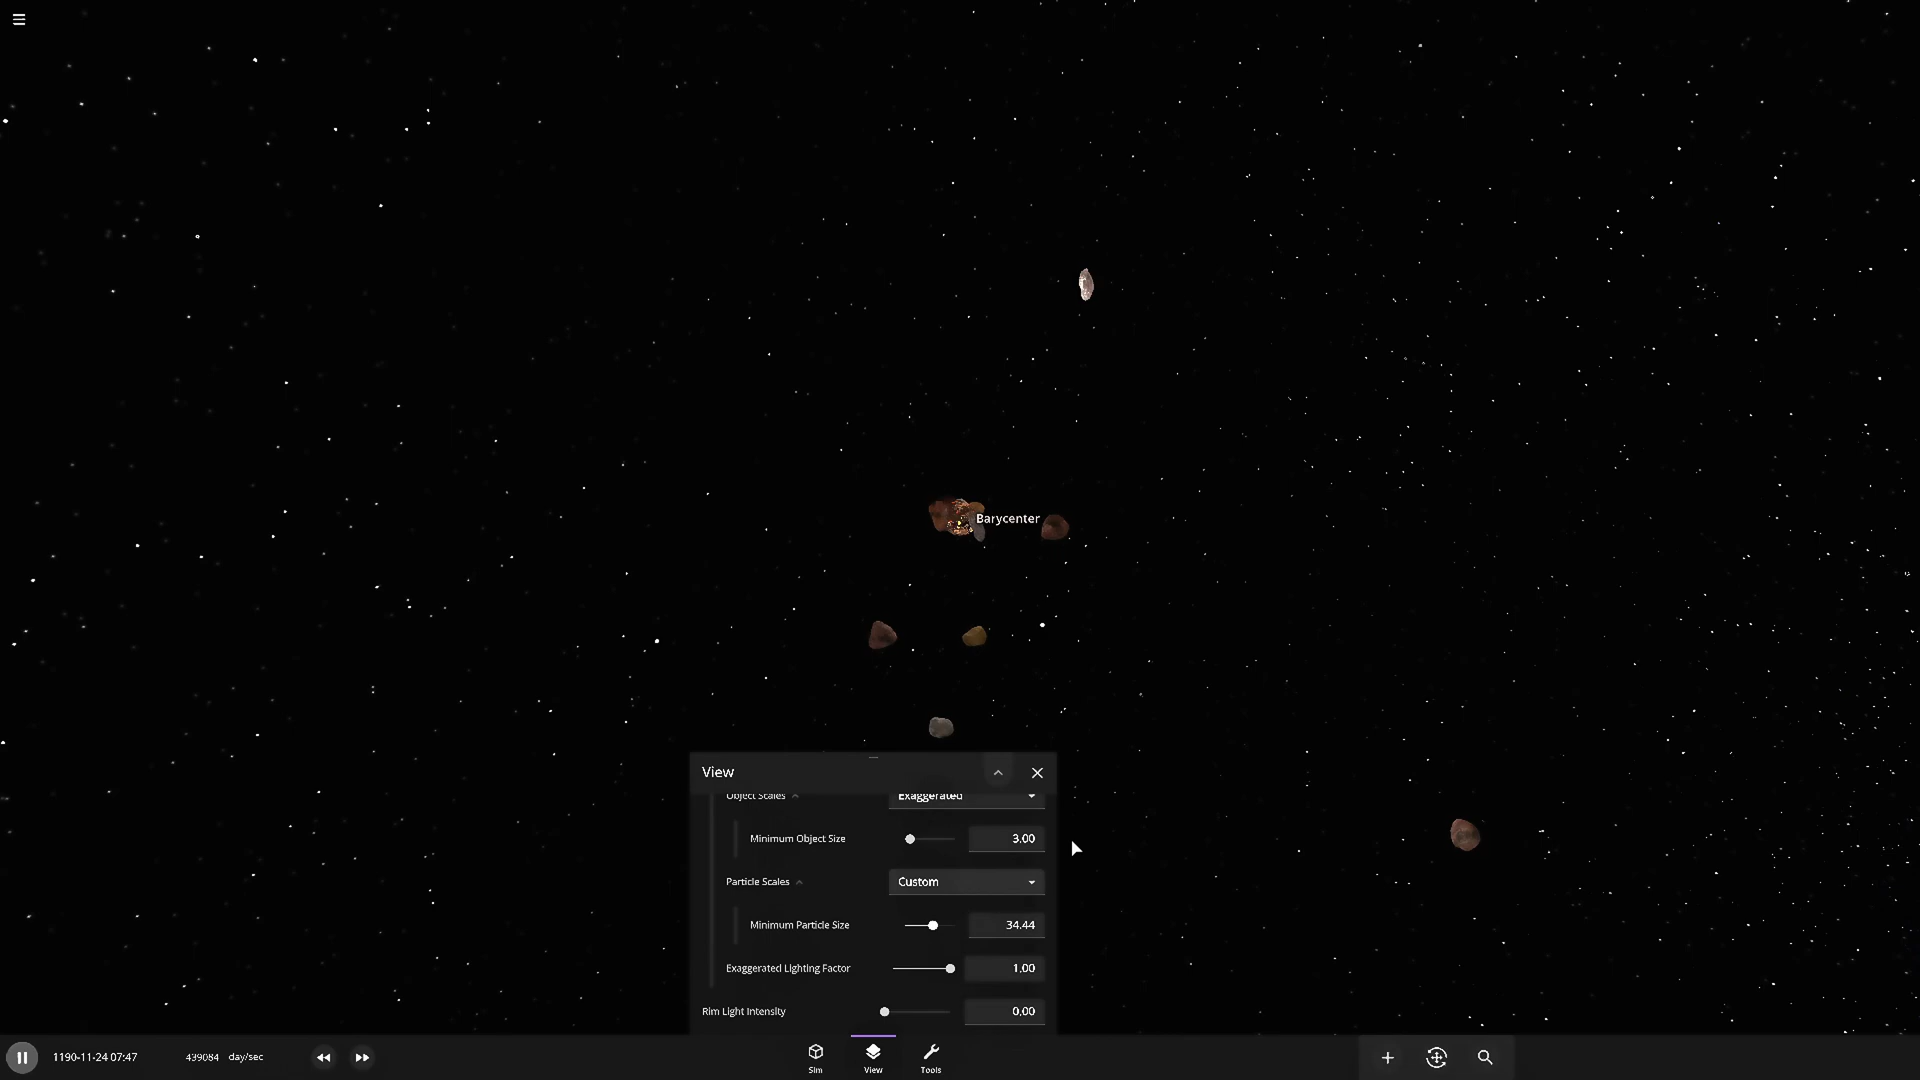 Barycenter
View
Object Scales
Exaggerated
Minimum Object Size
3.00
Particle Scales
Custom
Minimum Particle Size
34.44
Exaggerated Lighting Factor
1.00
Rim Light Intensity
0.00
1190-11-24 07:47
439084 day/sec
Sim
View
Tools